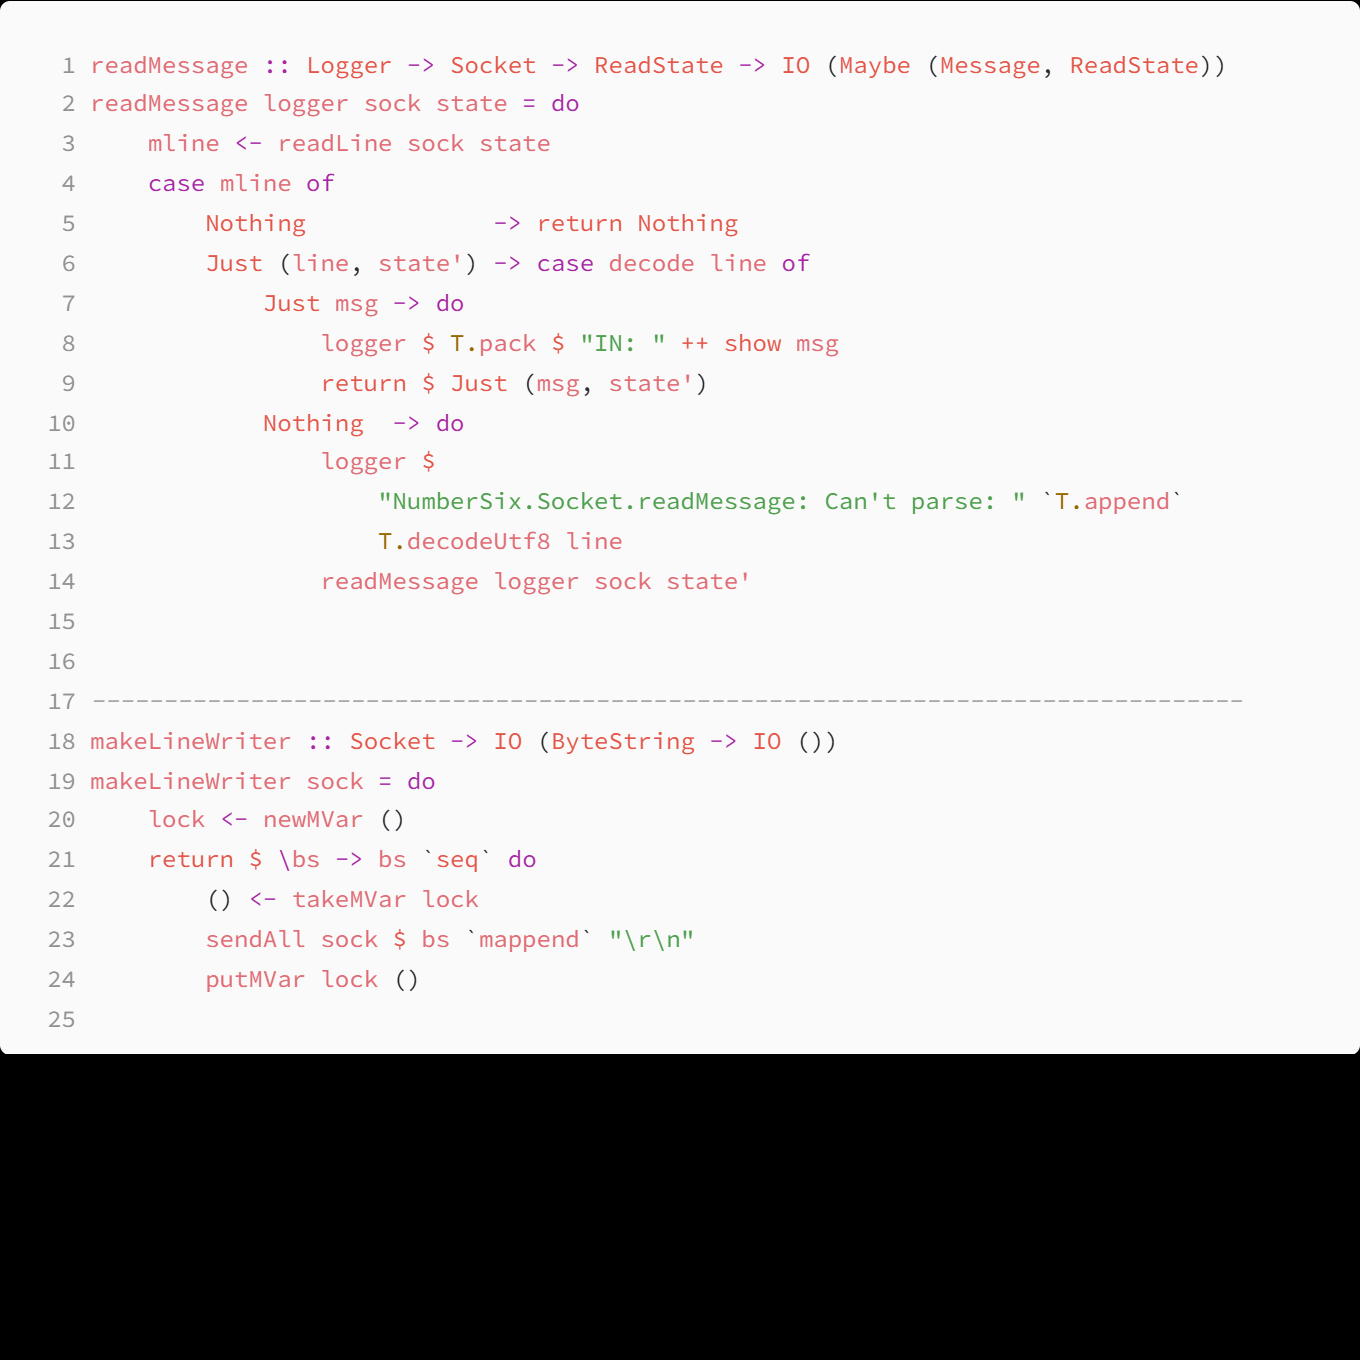 1 readMessage :: Logger -> Socket -> ReadState -> IO (Maybe (Message, ReadState))
2 readMessage logger sock state = do
3     mline <- readLine sock state
4     case mline of
5         Nothing             -> return Nothing
6         Just (line, state') -> case decode line of
7             Just msg -> do
8                 logger $ T.pack $ "IN: " ++ show msg
9                 return $ Just (msg, state')
10             Nothing  -> do
11                 logger $
12                     "NumberSix.Socket.readMessage: Can't parse: " `T.append`
13                     T.decodeUtf8 line
14                 readMessage logger sock state'
15
16
17 --------------------------------------------------------------------------------
18 makeLineWriter :: Socket -> IO (ByteString -> IO ())
19 makeLineWriter sock = do
20     lock <- newMVar ()
21     return $ \bs -> bs `seq` do
22         () <- takeMVar lock
23         sendAll sock $ bs `mappend` "\r\n"
24         putMVar lock ()
25